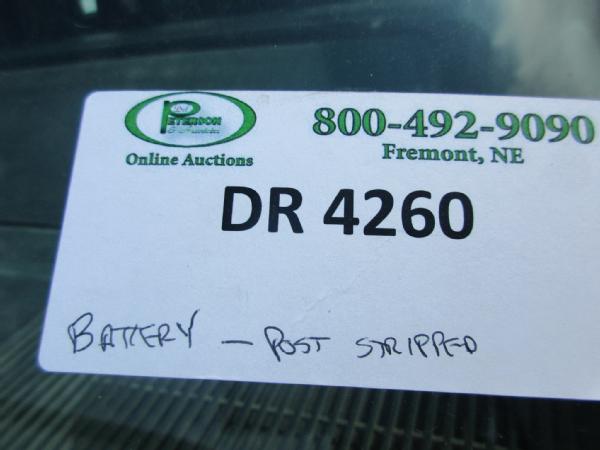 PETERSON
Online Auctions
800-492-9090
Fremont, NE
DR 4260
BATTERY - POST STRIPPED